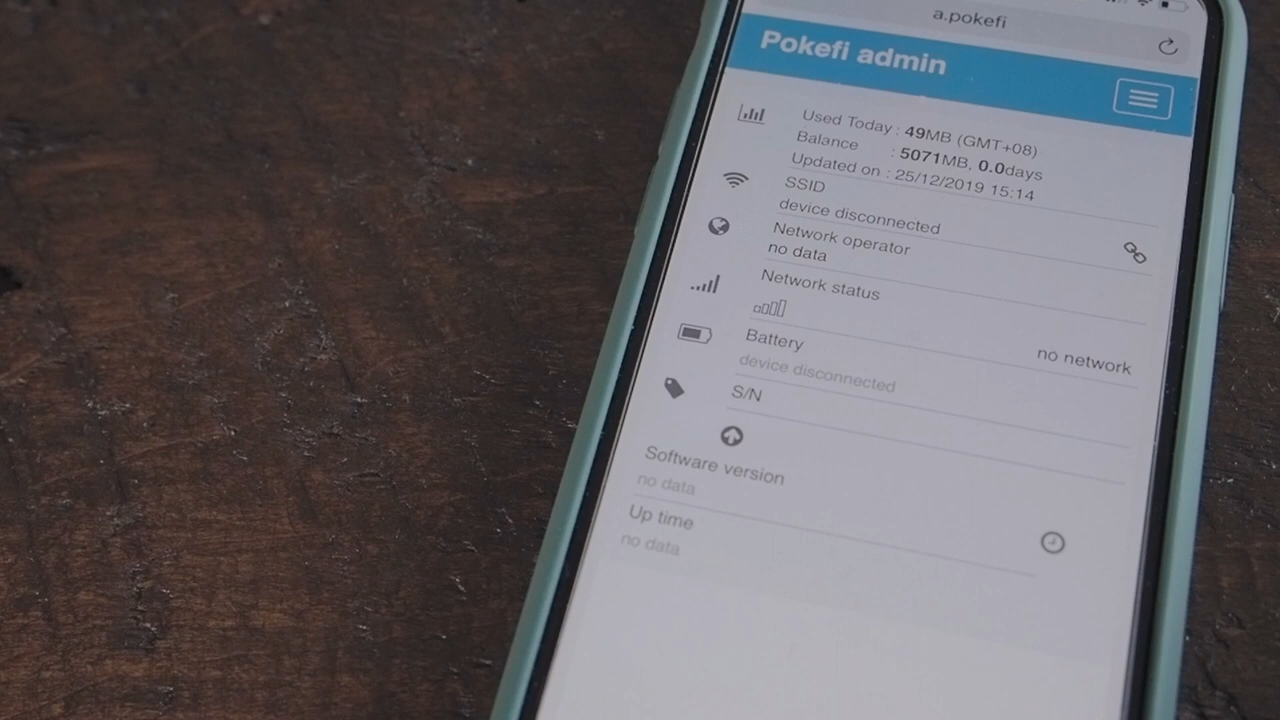 a.pokefi
Pokefi admin
Used Today : 49MB (GMT+08)
Balance : 5071MB, 0.0days
Updated on : 25/12/2019 15:14
SSID
device disconnected
Network operator
no data
Network status
no network
Battery
device disconnected
S/N
Software version
no data
Up time
no data